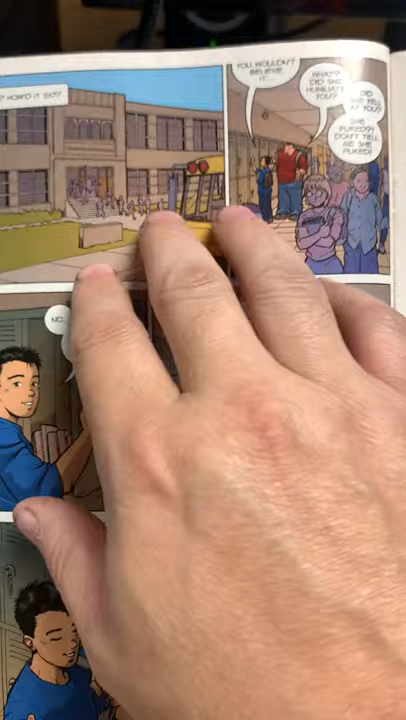 ? HOW'D IT GO?
YOU WOULDN'T
BELIEVE
IT.
WHAT?
DID SHE
HUMILIATE
YOU?
DID
SHE YELL
AT YOU?
SHE
PUKED?!
DON'T TELL
ME SHE
PUKED!
NO.